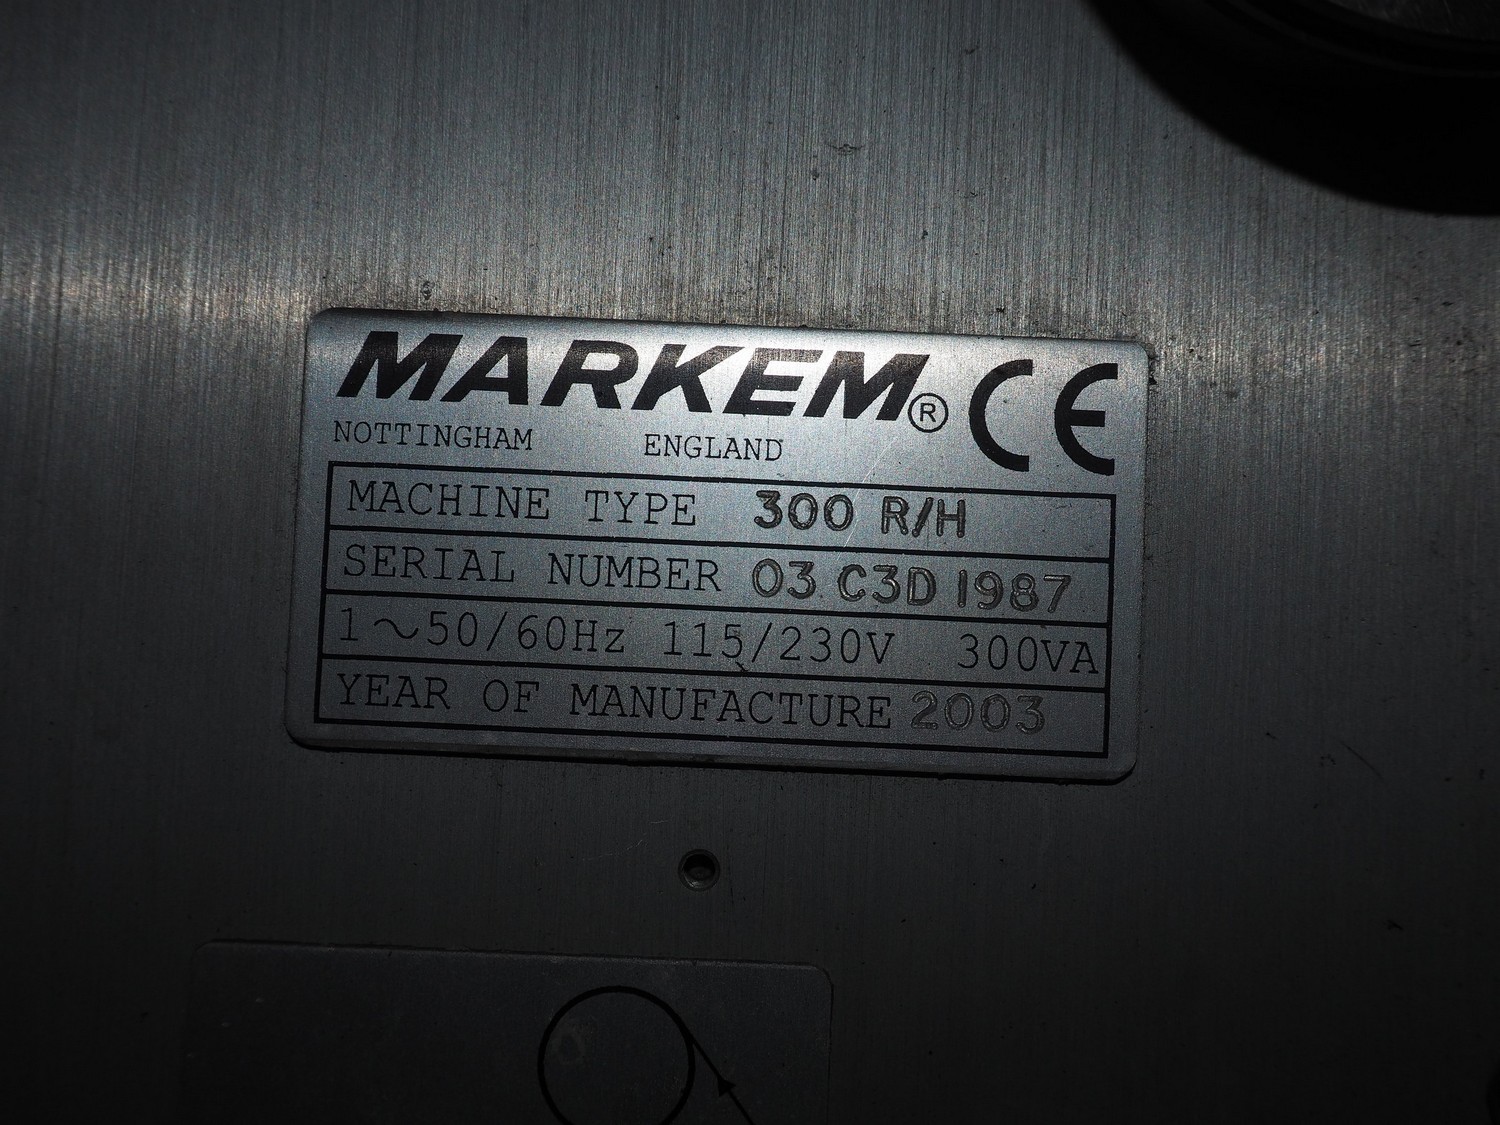 MARKEM® CE
NOTTINGHAM ENGLAND
MACHINE TYPE 300 R/H
SERIAL NUMBER 03 C3D 1987
1~50/60Hz 115/230V 300VA
YEAR OF MANUFACTURE 2003